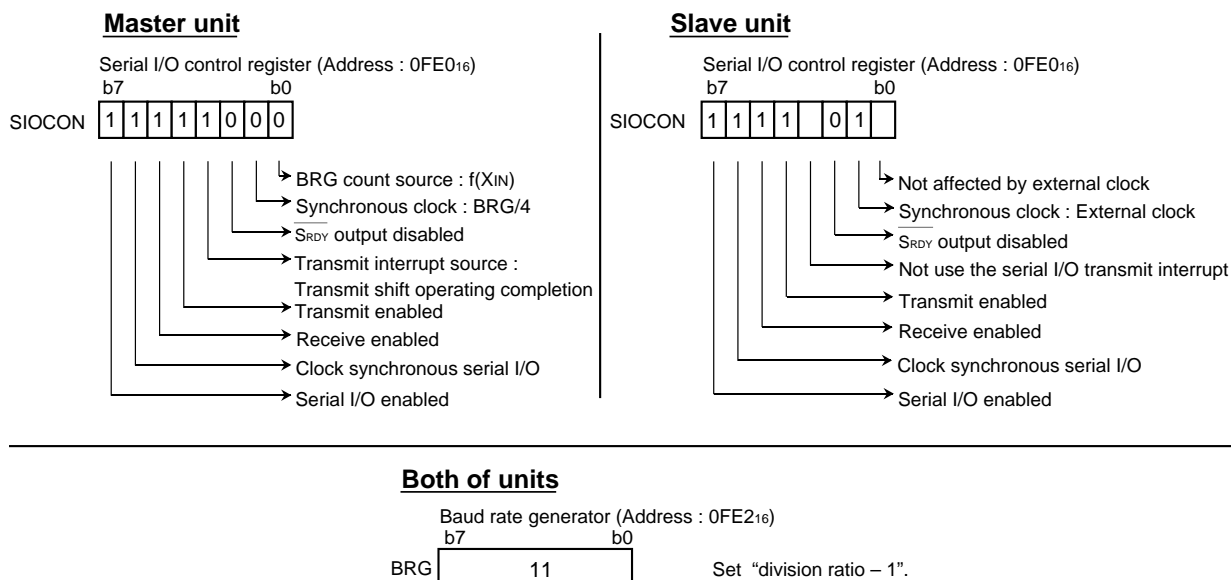 Master unit
Serial I/O control register (Address : 0FE016)
b7 b0
SIOCON 1 1 1 1 1 0 0 0
BRG count source : f(XIN)
Synchronous clock : BRG/4
SRDY output disabled
Transmit interrupt source :
Transmit shift operating completion
Transmit enabled
Receive enabled
Clock synchronous serial I/O
Serial I/O enabled
Slave unit
Serial I/O control register (Address : 0FE016)
b7 b0
SIOCON 1 1 1 1 0 1
Not affected by external clock
Synchronous clock : External clock
SRDY output disabled
Not use the serial I/O transmit interrupt
Transmit enabled
Receive enabled
Clock synchronous serial I/O
Serial I/O enabled
Both of units
Baud rate generator (Address : 0FE216)
b7 b0
BRG 11 Set “division ratio – 1”.